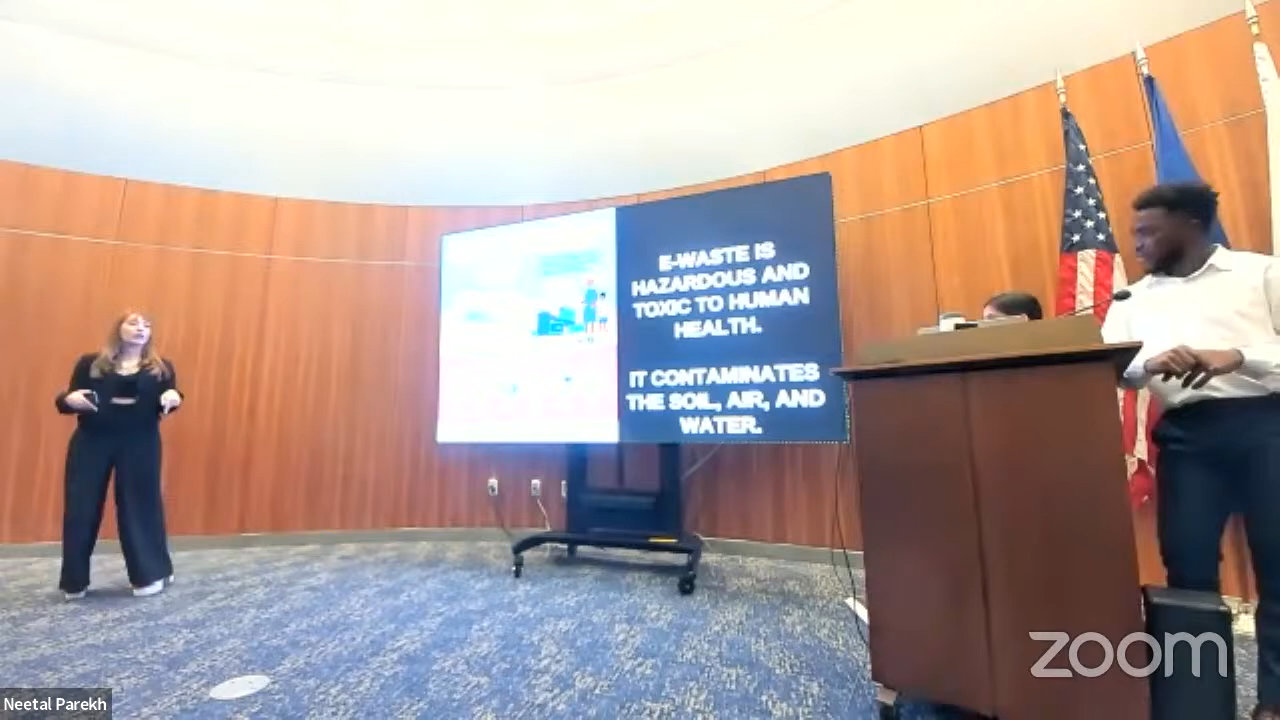 E-WASTE IS
HAZARDOUS AND
TOXIC TO HUMAN
HEALTH.
IT CONTAMINATES
THE SOIL, AIR, AND
WATER.
zoom
Neetal Parekh